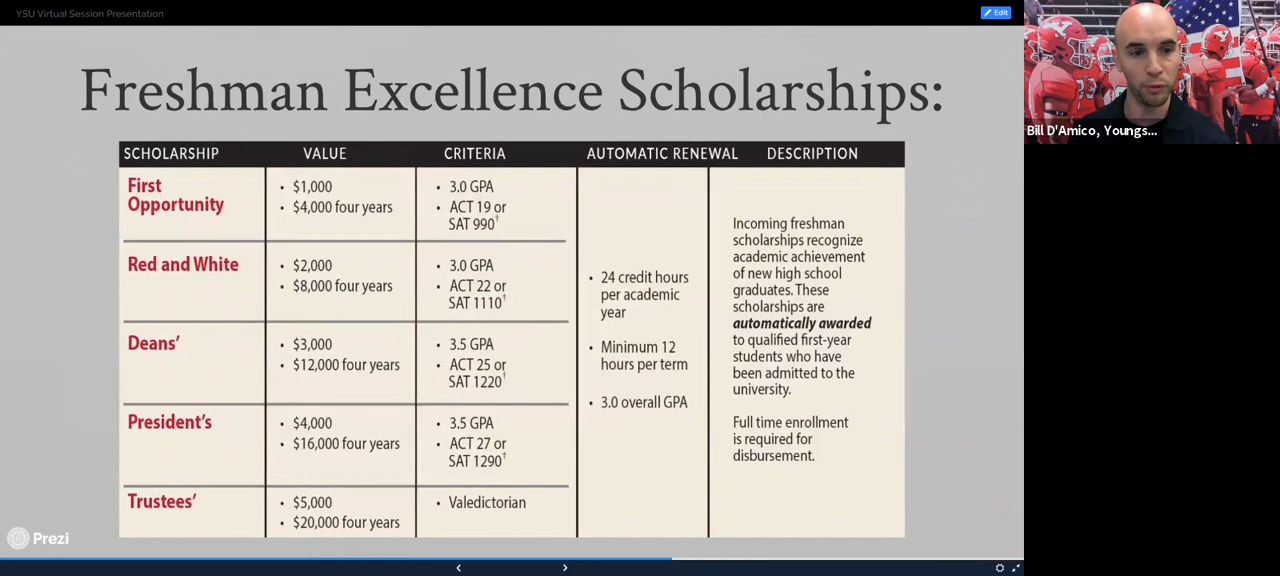 YSU Virtual Session Presentation
Edit
Freshman Excellence Scholarships:
SCHOLARSHIP VALUE CRITERIA AUTOMATIC RENEWAL DESCRIPTION
First
Opportunity
• $1,000
• $4,000 four years
• 3.0 GPA
• ACT 19 or
SAT 990†
Red and White
• $2,000
• $8,000 four years
• 3.0 GPA
• ACT 22 or
SAT 1110†
Deans’
• $3,000
• $12,000 four years
• 3.5 GPA
• ACT 25 or
SAT 1220†
President’s
• $4,000
• $16,000 four years
• 3.5 GPA
• ACT 27 or
SAT 1290†
Trustees’
• $5,000
• $20,000 four years
• Valedictorian
• 24 credit hours
per academic
year
• Minimum 12
hours per term
• 3.0 overall GPA
Incoming freshman
scholarships recognize
academic achievement
of new high school
graduates. These
scholarships are
automatically awarded
to qualified first-year
students who have
been admitted to the
university.
Full time enrollment
is required for
disbursement.
Prezi
Y
Bill D'Amico, Youngs...